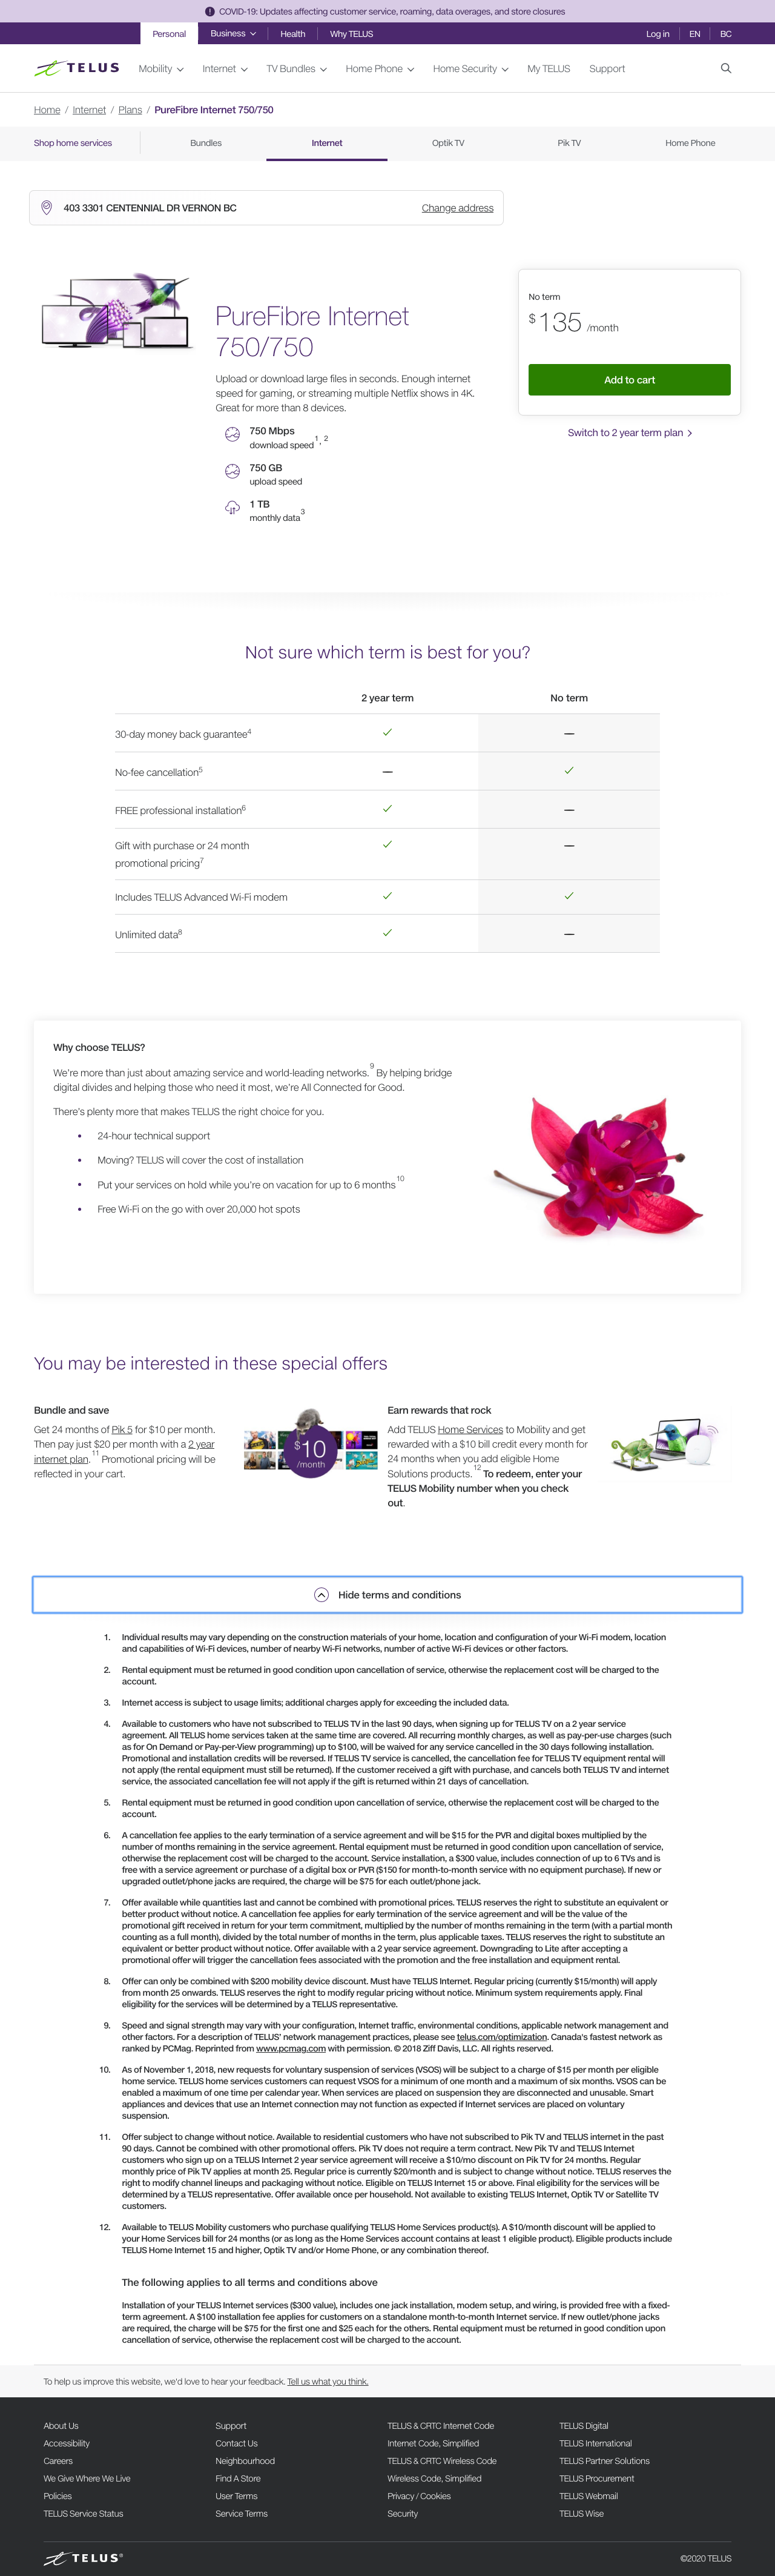 COVID-19: Updates affecting customer service, roaming, data overages, and store closures
Personal Business Health Why TELUS Log in EN BC
TELUS Mobility Internet TV Bundles Home Phone Home Security My TELUS Support
Home / Internet / Plans / PureFibre Internet 750/750
Shop home services Bundles Internet Optik TV Pik TV Home Phone
403 3301 CENTENNIAL DR VERNON BC Change address
No term
$135 /month
Add to cart
Switch to 2 year term plan
PureFibre Internet
750/750
Upload or download large files in seconds. Enough internet
speed for gaming, or streaming multiple Netflix shows in 4K.
Great for more than 8 devices.
750 Mbps
download speed1, 2
750 GB
upload speed
1 TB
monthly data3
Not sure which term is best for you?
2 year term No term
30-day money back guarantee4
No-fee cancellation5
FREE professional installation6
Gift with purchase or 24 month
promotional pricing7
Includes TELUS Advanced Wi-Fi modem
Unlimited data8
Why choose TELUS?
We're more than just about amazing service and world-leading networks.9 By helping bridge
digital divides and helping those who need it most, we're All Connected for Good.
There's plenty more that makes TELUS the right choice for you.
• 24-hour technical support
• Moving? TELUS will cover the cost of installation
• Put your services on hold while you're on vacation for up to 6 months10
• Free Wi-Fi on the go with over 20,000 hot spots
You may be interested in these special offers
Bundle and save
Get 24 months of Pik 5 for $10 per month.
Then pay just $20 per month with a 2 year
internet plan.11 Promotional pricing will be
reflected in your cart.
$10
/month
Earn rewards that rock
Add TELUS Home Services to Mobility and get
rewarded with a $10 bill credit every month for
24 months when you add eligible Home
Solutions products.12 To redeem, enter your
TELUS Mobility number when you check
out.
Hide terms and conditions
1. Individual results may vary depending on the construction materials of your home, location and configuration of your Wi-Fi modem, location
and capabilities of Wi-Fi devices, number of nearby Wi-Fi networks, number of active Wi-Fi devices or other factors.
2. Rental equipment must be returned in good condition upon cancellation of service, otherwise the replacement cost will be charged to the
account.
3. Internet access is subject to usage limits; additional charges apply for exceeding the included data.
4. Available to customers who have not subscribed to TELUS TV in the last 90 days, when signing up for TELUS TV on a 2 year service
agreement. All TELUS home services taken at the same time are covered. All recurring monthly charges, as well as pay-per-use charges (such
as for On Demand or Pay-per-View programming) up to $100, will be waived for any service cancelled in the 30 days following installation.
Promotional and installation credits will be reversed. If TELUS TV service is cancelled, the cancellation fee for TELUS TV equipment rental will
not apply (the rental equipment must still be returned). If the customer received a gift with purchase, and cancels both TELUS TV and internet
service, the associated cancellation fee will not apply if the gift is returned within 21 days of cancellation.
5. Rental equipment must be returned in good condition upon cancellation of service, otherwise the replacement cost will be charged to the
account.
6. A cancellation fee applies to the early termination of a service agreement and will be $15 for the PVR and digital boxes multiplied by the
number of months remaining in the service agreement. Rental equipment must be returned in good condition upon cancellation of service,
otherwise the replacement cost will be charged to the account. Service installation, a $300 value, includes connection of up to 6 TVs and is
free with a service agreement or purchase of a digital box or PVR ($150 for month-to-month service with no equipment purchase). If new or
upgraded outlet/phone jacks are required, the charge will be $75 for each outlet/phone jack.
7. Offer available while quantities last and cannot be combined with promotional prices. TELUS reserves the right to substitute an equivalent or
better product without notice. A cancellation fee applies for early termination of the service agreement and will be the value of the
promotional gift received in return for your term commitment, multiplied by the number of months remaining in the term (with a partial month
counting as a full month), divided by the total number of months in the term, plus applicable taxes. TELUS reserves the right to substitute an
equivalent or better product without notice. Offer available with a 2 year service agreement. Downgrading to Lite after accepting a
promotional offer will trigger the cancellation fees associated with the promotion and the free installation and equipment rental.
8. Offer can only be combined with $200 mobility device discount. Must have TELUS Internet. Regular pricing (currently $15/month) will apply
from month 25 onwards. TELUS reserves the right to modify regular pricing without notice. Minimum system requirements apply. Final
eligibility for the services will be determined by a TELUS representative.
9. Speed and signal strength may vary with your configuration, Internet traffic, environmental conditions, applicable network management and
other factors. For a description of TELUS' network management practices, please see telus.com/optimization. Canada's fastest network as
ranked by PCMag. Reprinted from www.pcmag.com with permission. © 2018 Ziff Davis, LLC. All rights reserved.
10. As of November 1, 2018, new requests for voluntary suspension of services (VSOS) will be subject to a charge of $15 per month per eligible
home service. TELUS home services customers can request VSOS for a minimum of one month and a maximum of six months. VSOS can be
enabled a maximum of one time per calendar year. When services are placed on suspension they are disconnected and unusable. Smart
appliances and devices that use an Internet connection may not function as expected if Internet services are placed on voluntary
suspension.
11. Offer subject to change without notice. Available to residential customers who have not subscribed to Pik TV and TELUS internet in the past
90 days. Cannot be combined with other promotional offers. Pik TV does not require a term contract. New Pik TV and TELUS Internet
customers who sign up on a TELUS Internet 2 year service agreement will receive a $10/mo discount on Pik TV for 24 months. Regular
monthly price of Pik TV applies at month 25. Regular price is currently $20/month and is subject to change without notice. TELUS reserves the
right to modify channel lineups and packaging without notice. Eligible on TELUS Internet 15 or above. Final eligibility for the services will be
determined by a TELUS representative. Offer available once per household. Not available to existing TELUS Internet, Optik TV or Satellite TV
customers.
12. Available to TELUS Mobility customers who purchase qualifying TELUS Home Services product(s). A $10/month discount will be applied to
your Home Services bill for 24 months (or as long as the Home Services account contains at least 1 eligible product). Eligible products include
TELUS Home Internet 15 and higher, Optik TV and/or Home Phone, or any combination thereof.
The following applies to all terms and conditions above
Installation of your TELUS Internet services ($300 value), includes one jack installation, modem setup, and wiring, is provided free with a fixed-
term agreement. A $100 installation fee applies for customers on a standalone month-to-month Internet service. If new outlet/phone jacks
are required, the charge will be $75 for the first one and $25 each for the others. Rental equipment must be returned in good condition upon
cancellation of service, otherwise the replacement cost will be charged to the account.
To help us improve this website, we'd love to hear your feedback. Tell us what you think.
About Us Support TELUS & CRTC Internet Code TELUS Digital
Accessibility Contact Us Internet Code, Simplified TELUS International
Careers Neighbourhood TELUS & CRTC Wireless Code TELUS Partner Solutions
We Give Where We Live Find A Store Wireless Code, Simplified TELUS Procurement
Policies User Terms Privacy / Cookies TELUS Webmail
TELUS Service Status Service Terms Security TELUS Wise
TELUS® ©2020 TELUS